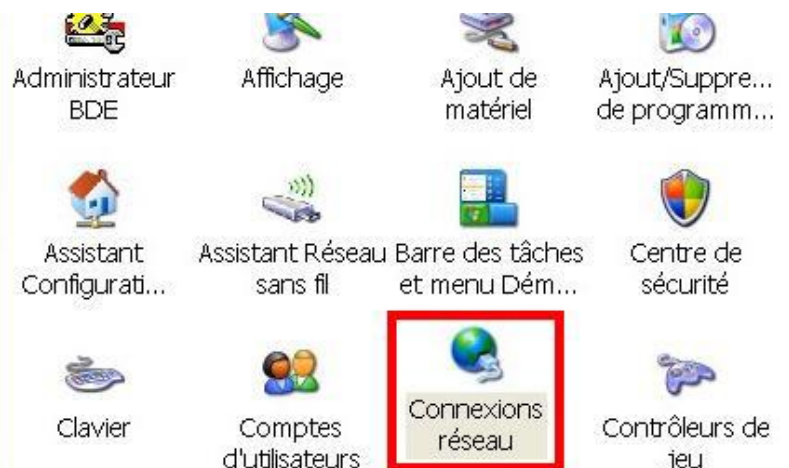 Administrateur BDE
Affichage
Ajout de matériel
Ajout/Suppre... de programm...
Assistant Configurati...
Assistant Réseau sans fil
Barre des tâches et menu Dém...
Centre de sécurité
Clavier
Comptes d'utilisateurs
Connexions réseau
Contrôleurs de jeu